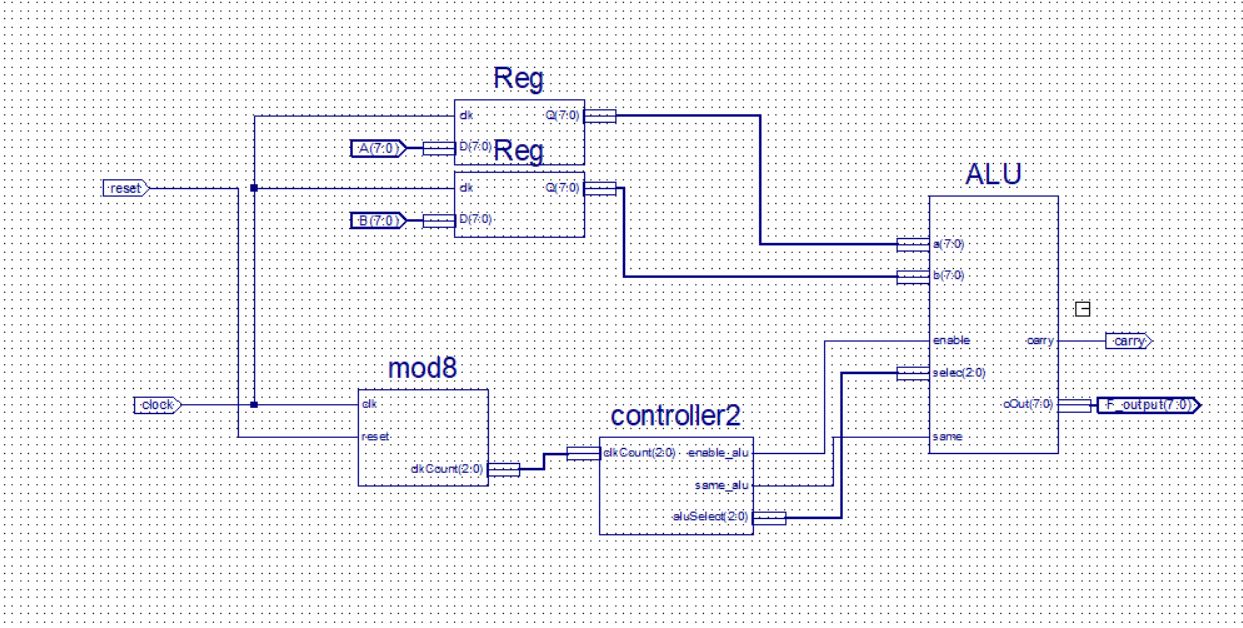 Reg
clk
Q(7:0)
A(7:0)
D(7:0)
Reg
clk
Q(7:0)
B(7:0)
D(7:0)
reset
ALU
a(7:0)
b(7:0)
enable
carry
carry
selec(2:0)
cOut(7:0)
F_output(7:0)
same
mod8
clock
clk
reset
clkCount(2:0)
controller2
clkCount(2:0)
enable_alu
same_alu
aluSelect(2:0)